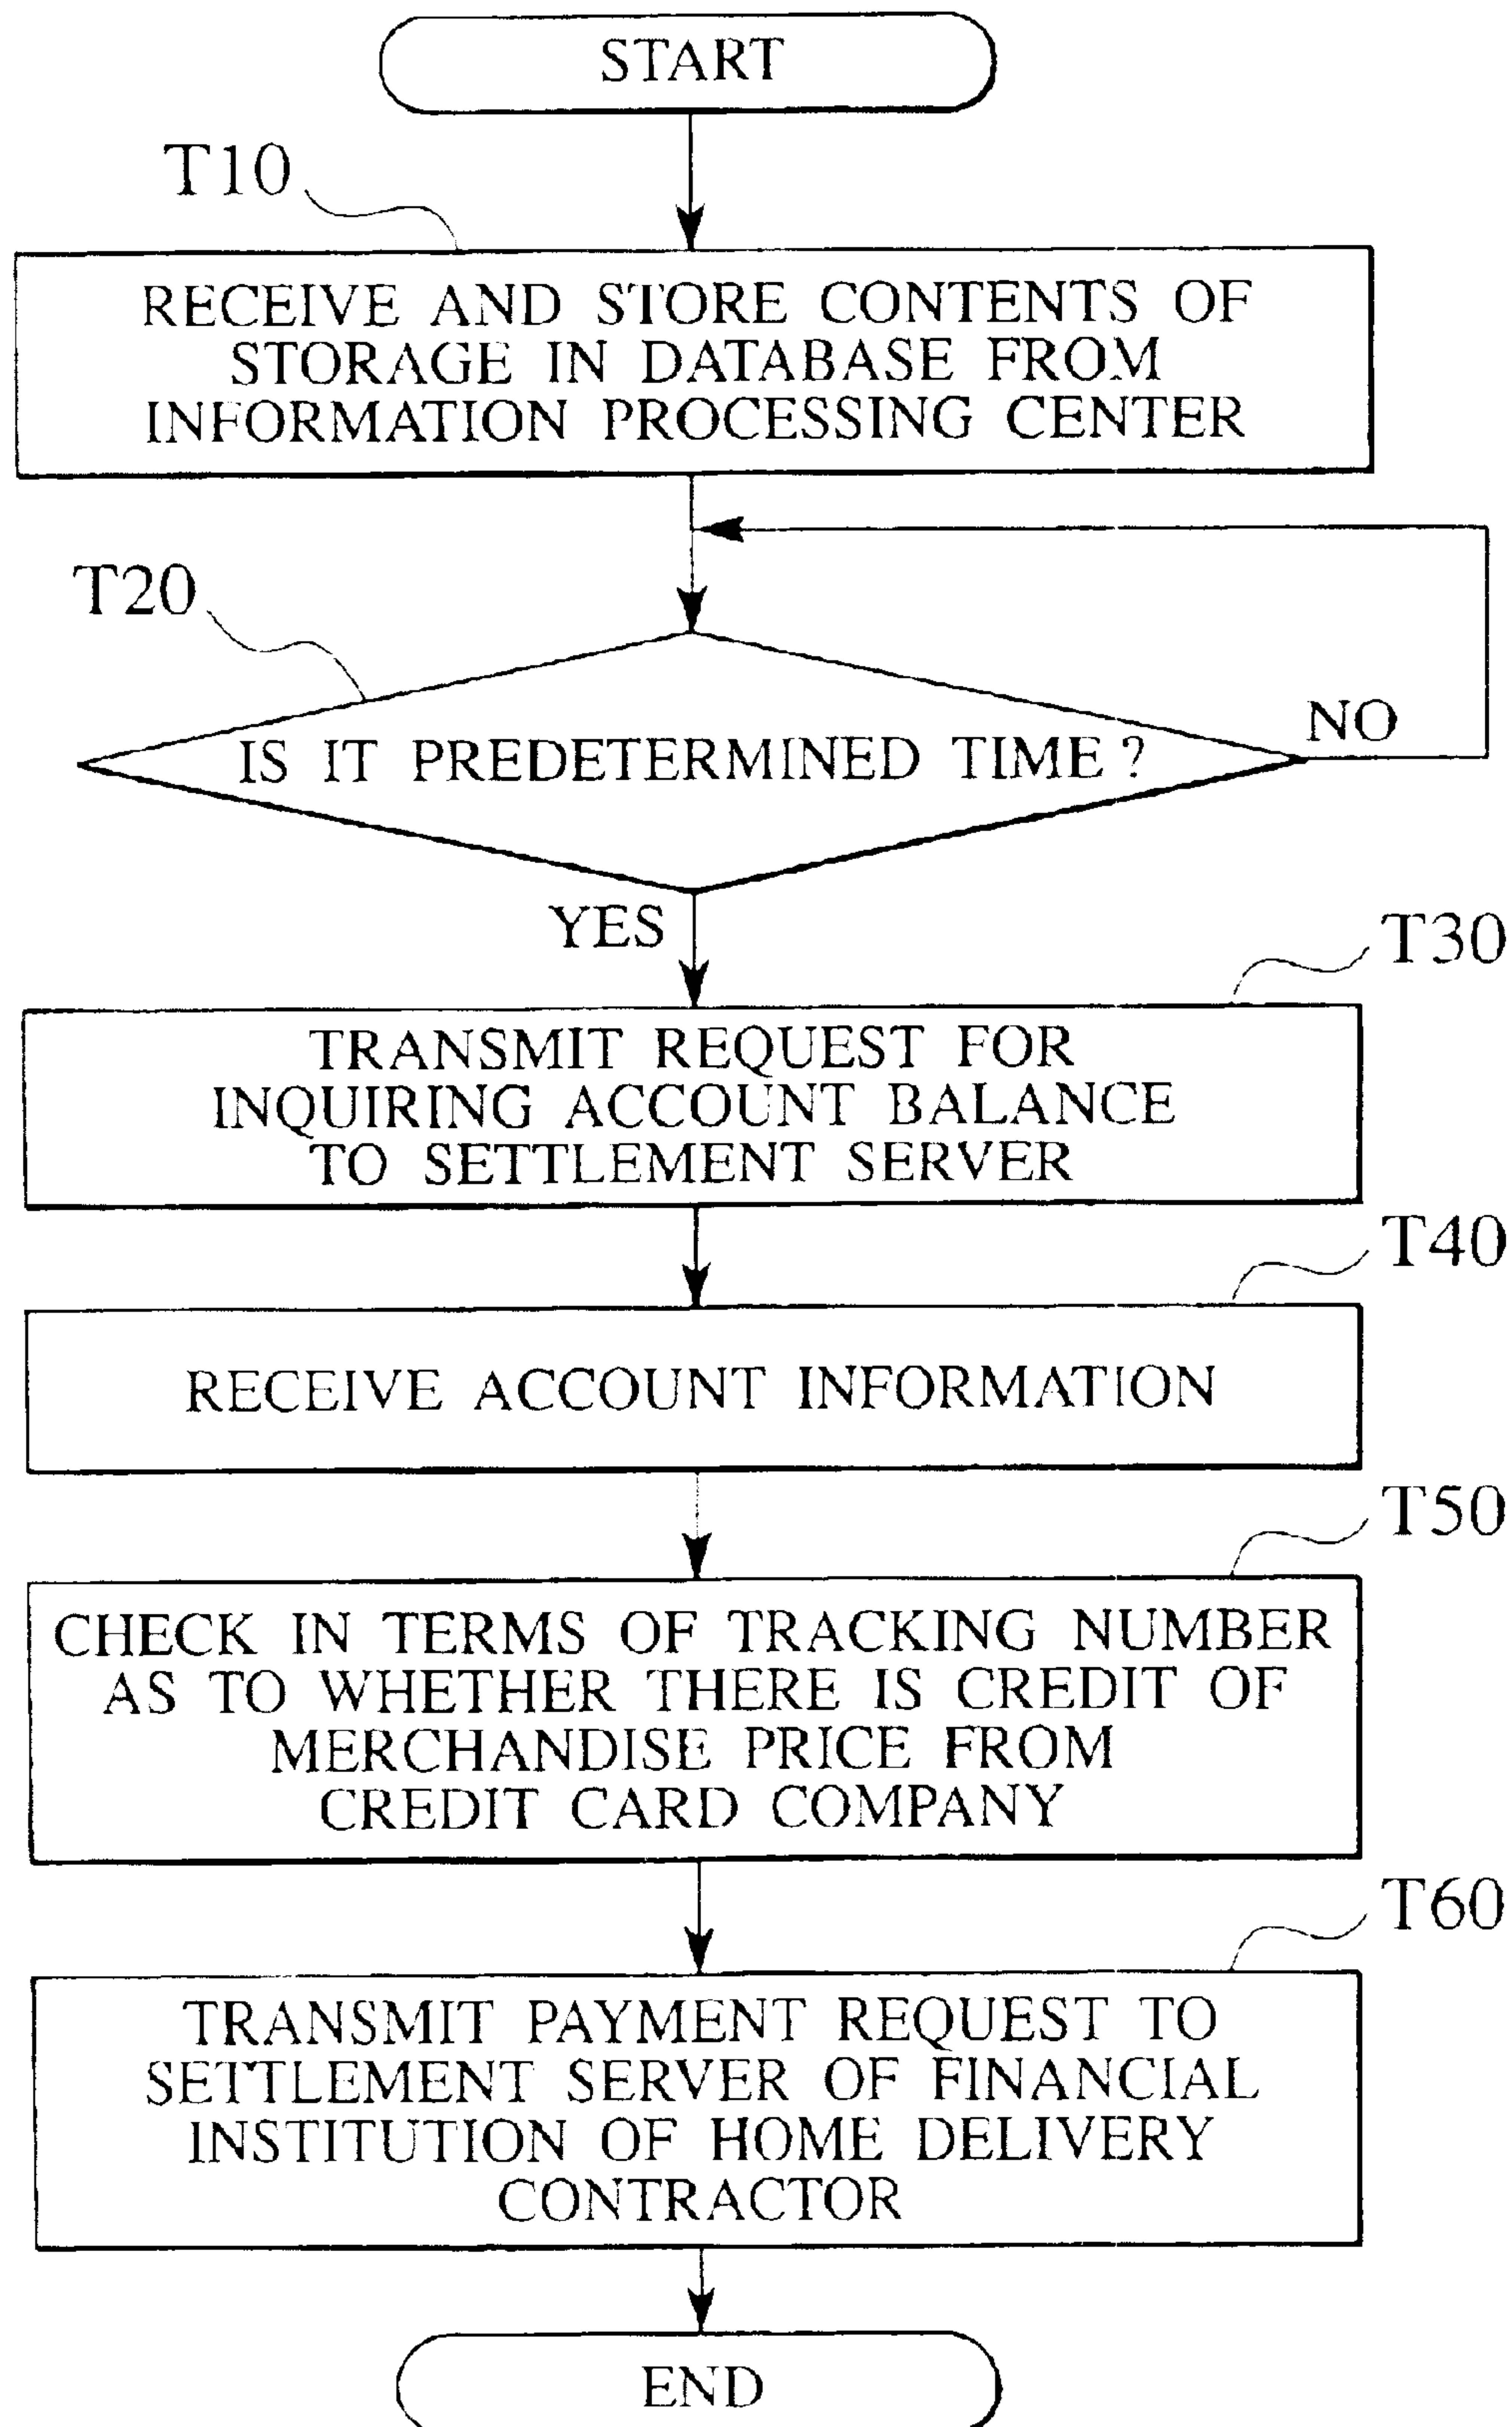 START
T10
RECEIVE AND STORE CONTENTS OF
STORAGE IN DATABASE FROM
INFORMATION PROCESSING CENTER
T20
IS IT PREDETERMINED TIME ?
NO
YES
T30
TRANSMIT REQUEST FOR
INQUIRING ACCOUNT BALANCE
TO SETTLEMENT SERVER
T40
RECEIVE ACCOUNT INFORMATION
T50
CHECK IN TERMS OF TRACKING NUMBER
AS TO WHETHER THERE IS CREDIT OF
MERCHANDISE PRICE FROM
CREDIT CARD COMPANY
T60
TRANSMIT PAYMENT REQUEST TO
SETTLEMENT SERVER OF FINANCIAL
INSTITUTION OF HOME DELIVERY
CONTRACTOR
END